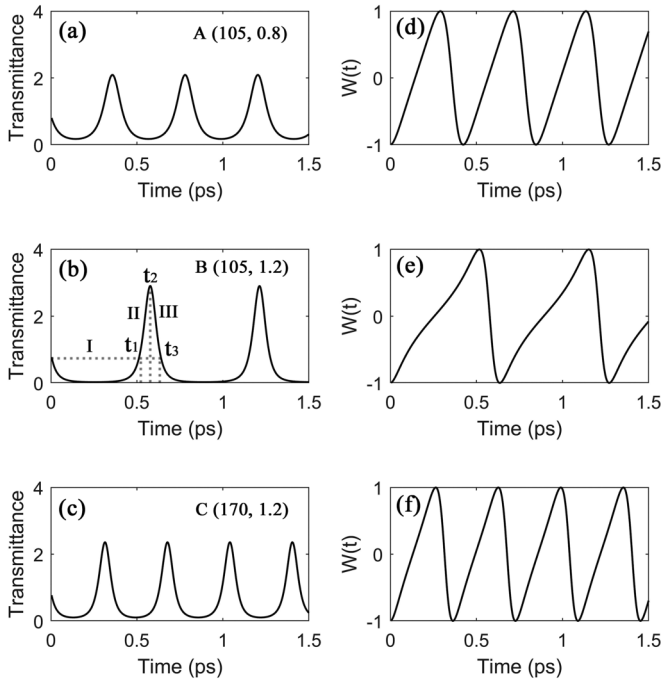 (a)
A (105, 0.8)
Transmittance
4
2
0
0
0.5
1
1.5
Time (ps)
(d)
W(t)
1
0
-1
0
0.5
1
1.5
Time (ps)
(b)
B (105, 1.2)
Transmittance
4
2
0
t2
II
III
I
t1
t3
0
0.5
1
1.5
Time (ps)
(e)
W(t)
1
0
-1
0
0.5
1
1.5
Time (ps)
(c)
C (170, 1.2)
Transmittance
4
2
0
0
0.5
1
1.5
Time (ps)
(f)
W(t)
1
0
-1
0
0.5
1
1.5
Time (ps)